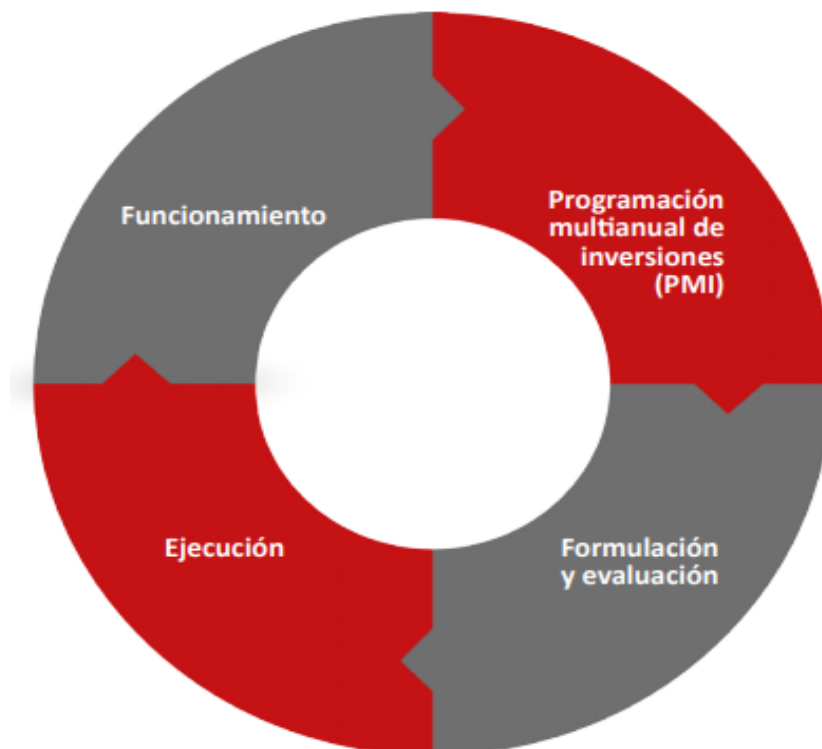 Funcionamiento
Programación
multianual de
inversiones
(PMI)
Ejecución
Formulación
y evaluación